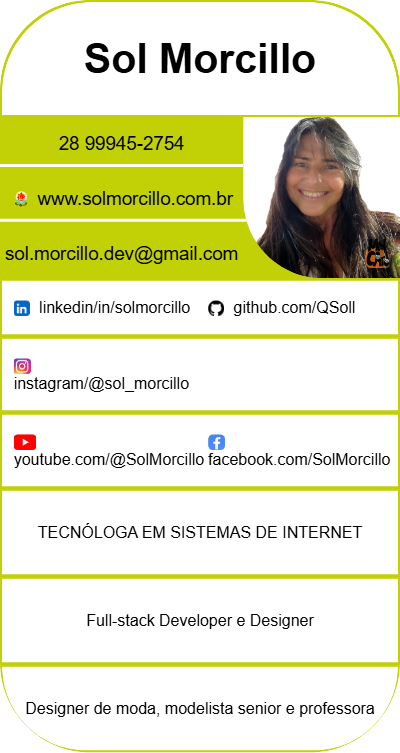 Sol Morcillo
28 99945-2754
www.solmorcillo.com.br
sol.morcillo.dev@gmail.com
linkedin/in/solmorcillo github.com/QSoll
instagram/@sol_morcillo
youtube.com/@SolMorcillo facebook.com/SolMorcillo
TECNÓLOGA EM SISTEMAS DE INTERNET
Full-stack Developer e Designer
Designer de moda, modelista senior e professora